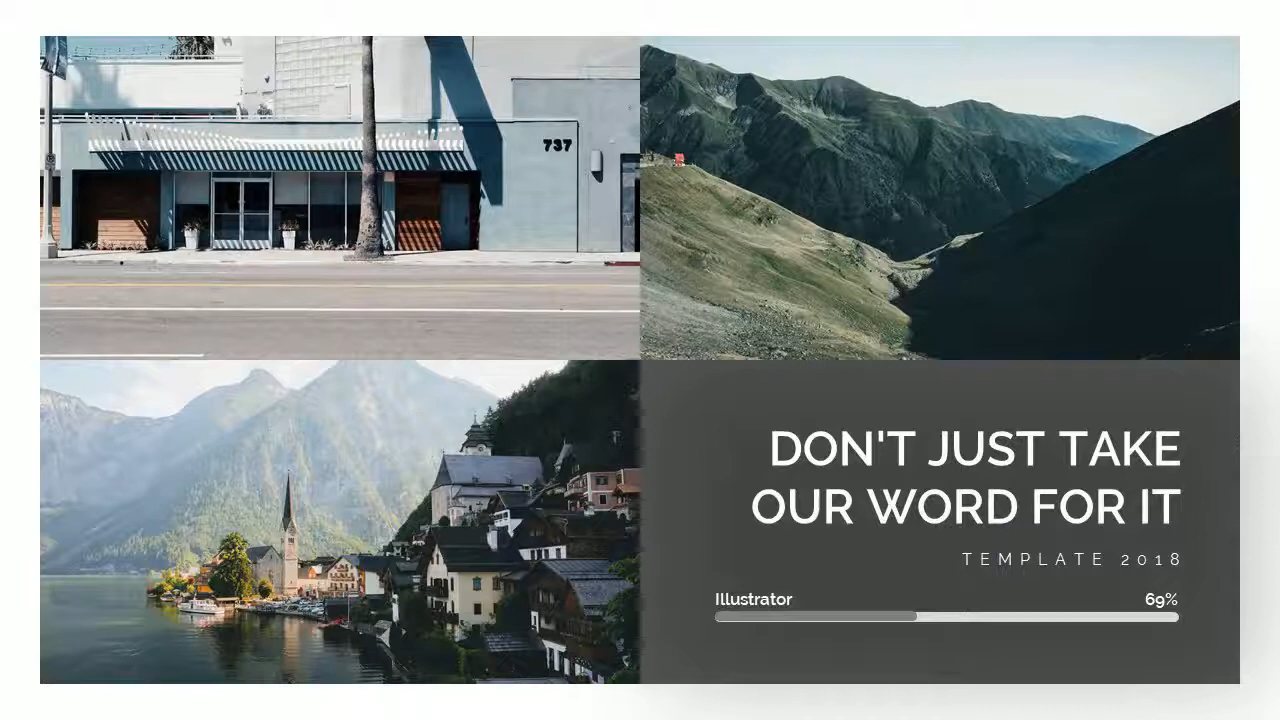 737
DON'T JUST TAKE
OUR WORD FOR IT
TEMPLATE 2018
Illustrator 69%